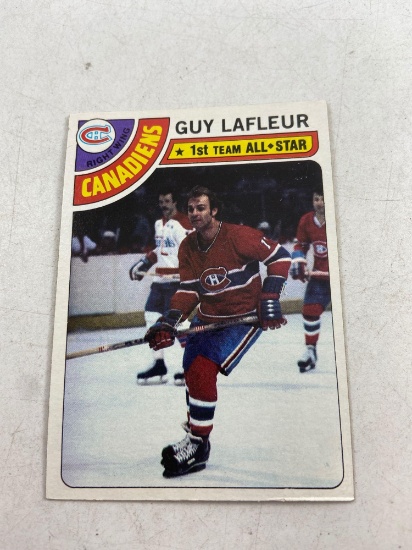 GUY LAFLEUR
★ 1st TEAM ALL★STAR
RIGHT WING
CANADIENS